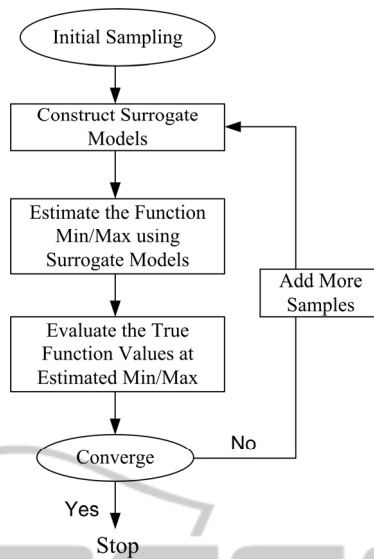 Initial Sampling
Construct Surrogate
Models
Estimate the Function
Min/Max using
Surrogate Models
Add More
Samples
Evaluate the True
Function Values at
Estimated Min/Max
Converge
No
Yes
Stop